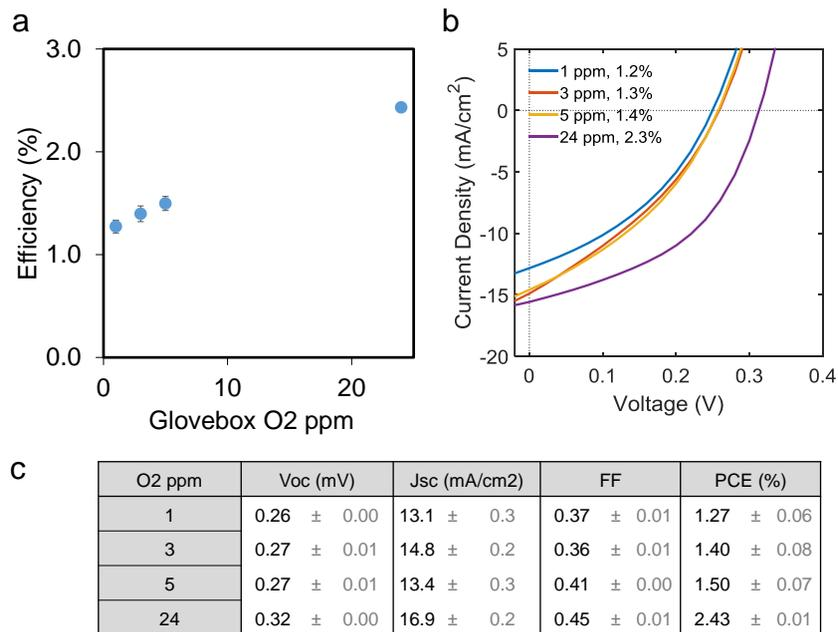 a
3.0
2.0
1.0
0.0
0
10
20
Efficiency (%)
Glovebox O2 ppm
b
5
0
-5
-10
-15
-20
0
0.1
0.2
0.3
0.4
Current Density (mA/cm²)
Voltage (V)
1 ppm, 1.2%
3 ppm, 1.3%
5 ppm, 1.4%
24 ppm, 2.3%
c
O2 ppm Voc (mV) Jsc (mA/cm2) FF PCE (%)
1 0.26 ± 0.00 13.1 ± 0.3 0.37 ± 0.01 1.27 ± 0.06
3 0.27 ± 0.01 14.8 ± 0.2 0.36 ± 0.01 1.40 ± 0.08
5 0.27 ± 0.01 13.4 ± 0.3 0.41 ± 0.00 1.50 ± 0.07
24 0.32 ± 0.00 16.9 ± 0.2 0.45 ± 0.01 2.43 ± 0.01